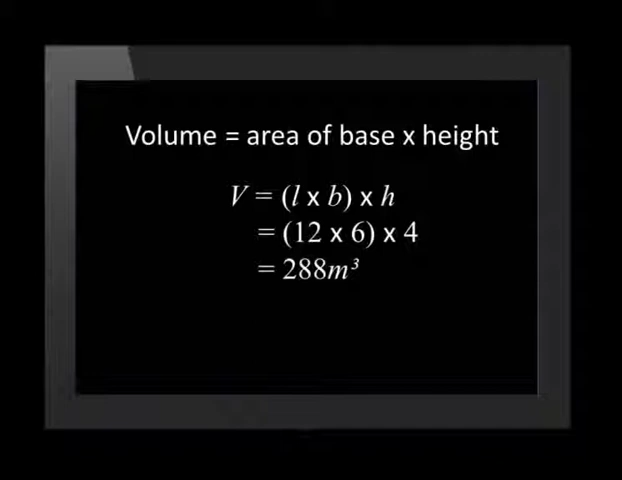 Volume = area of base x height
V = (l x b) x h
= (12 x 6) x 4
= 288m³